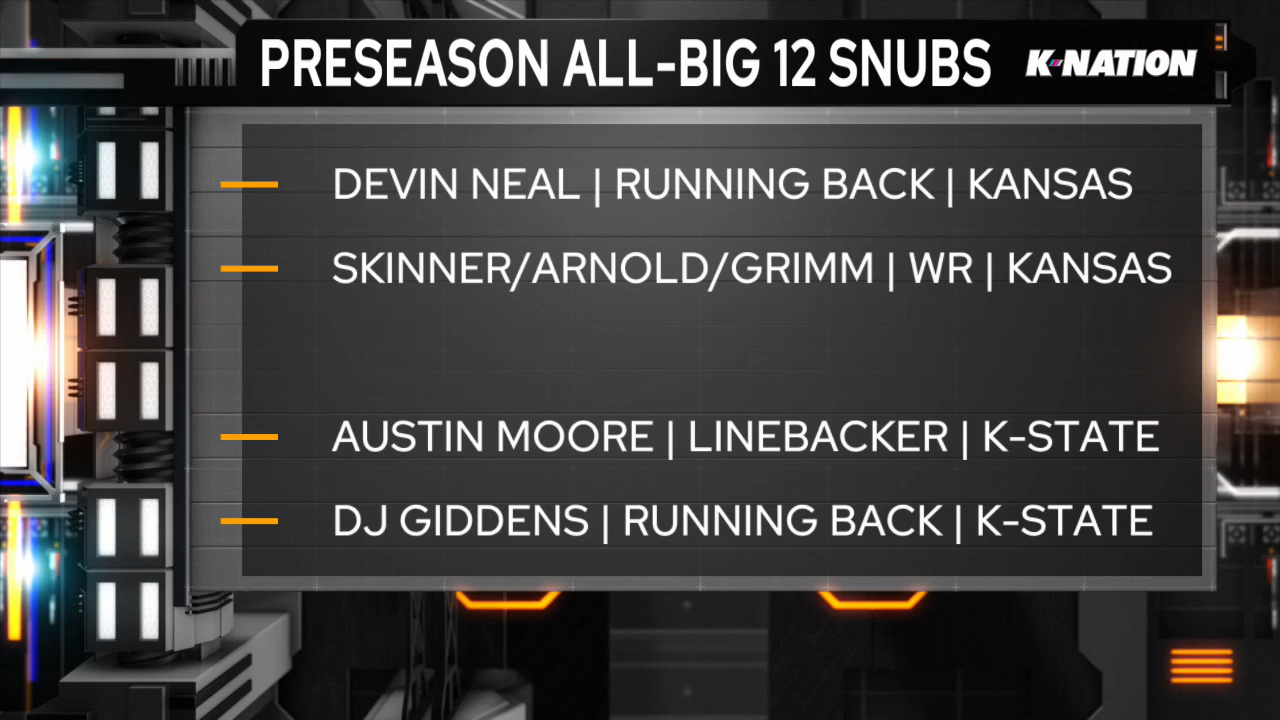 PRESEASON ALL-BIG 12 SNUBS K-NATION
DEVIN NEAL | RUNNING BACK | KANSAS
SKINNER/ARNOLD/GRIMM | WR | KANSAS
AUSTIN MOORE | LINEBACKER | K-STATE
DJ GIDDENS | RUNNING BACK | K-STATE